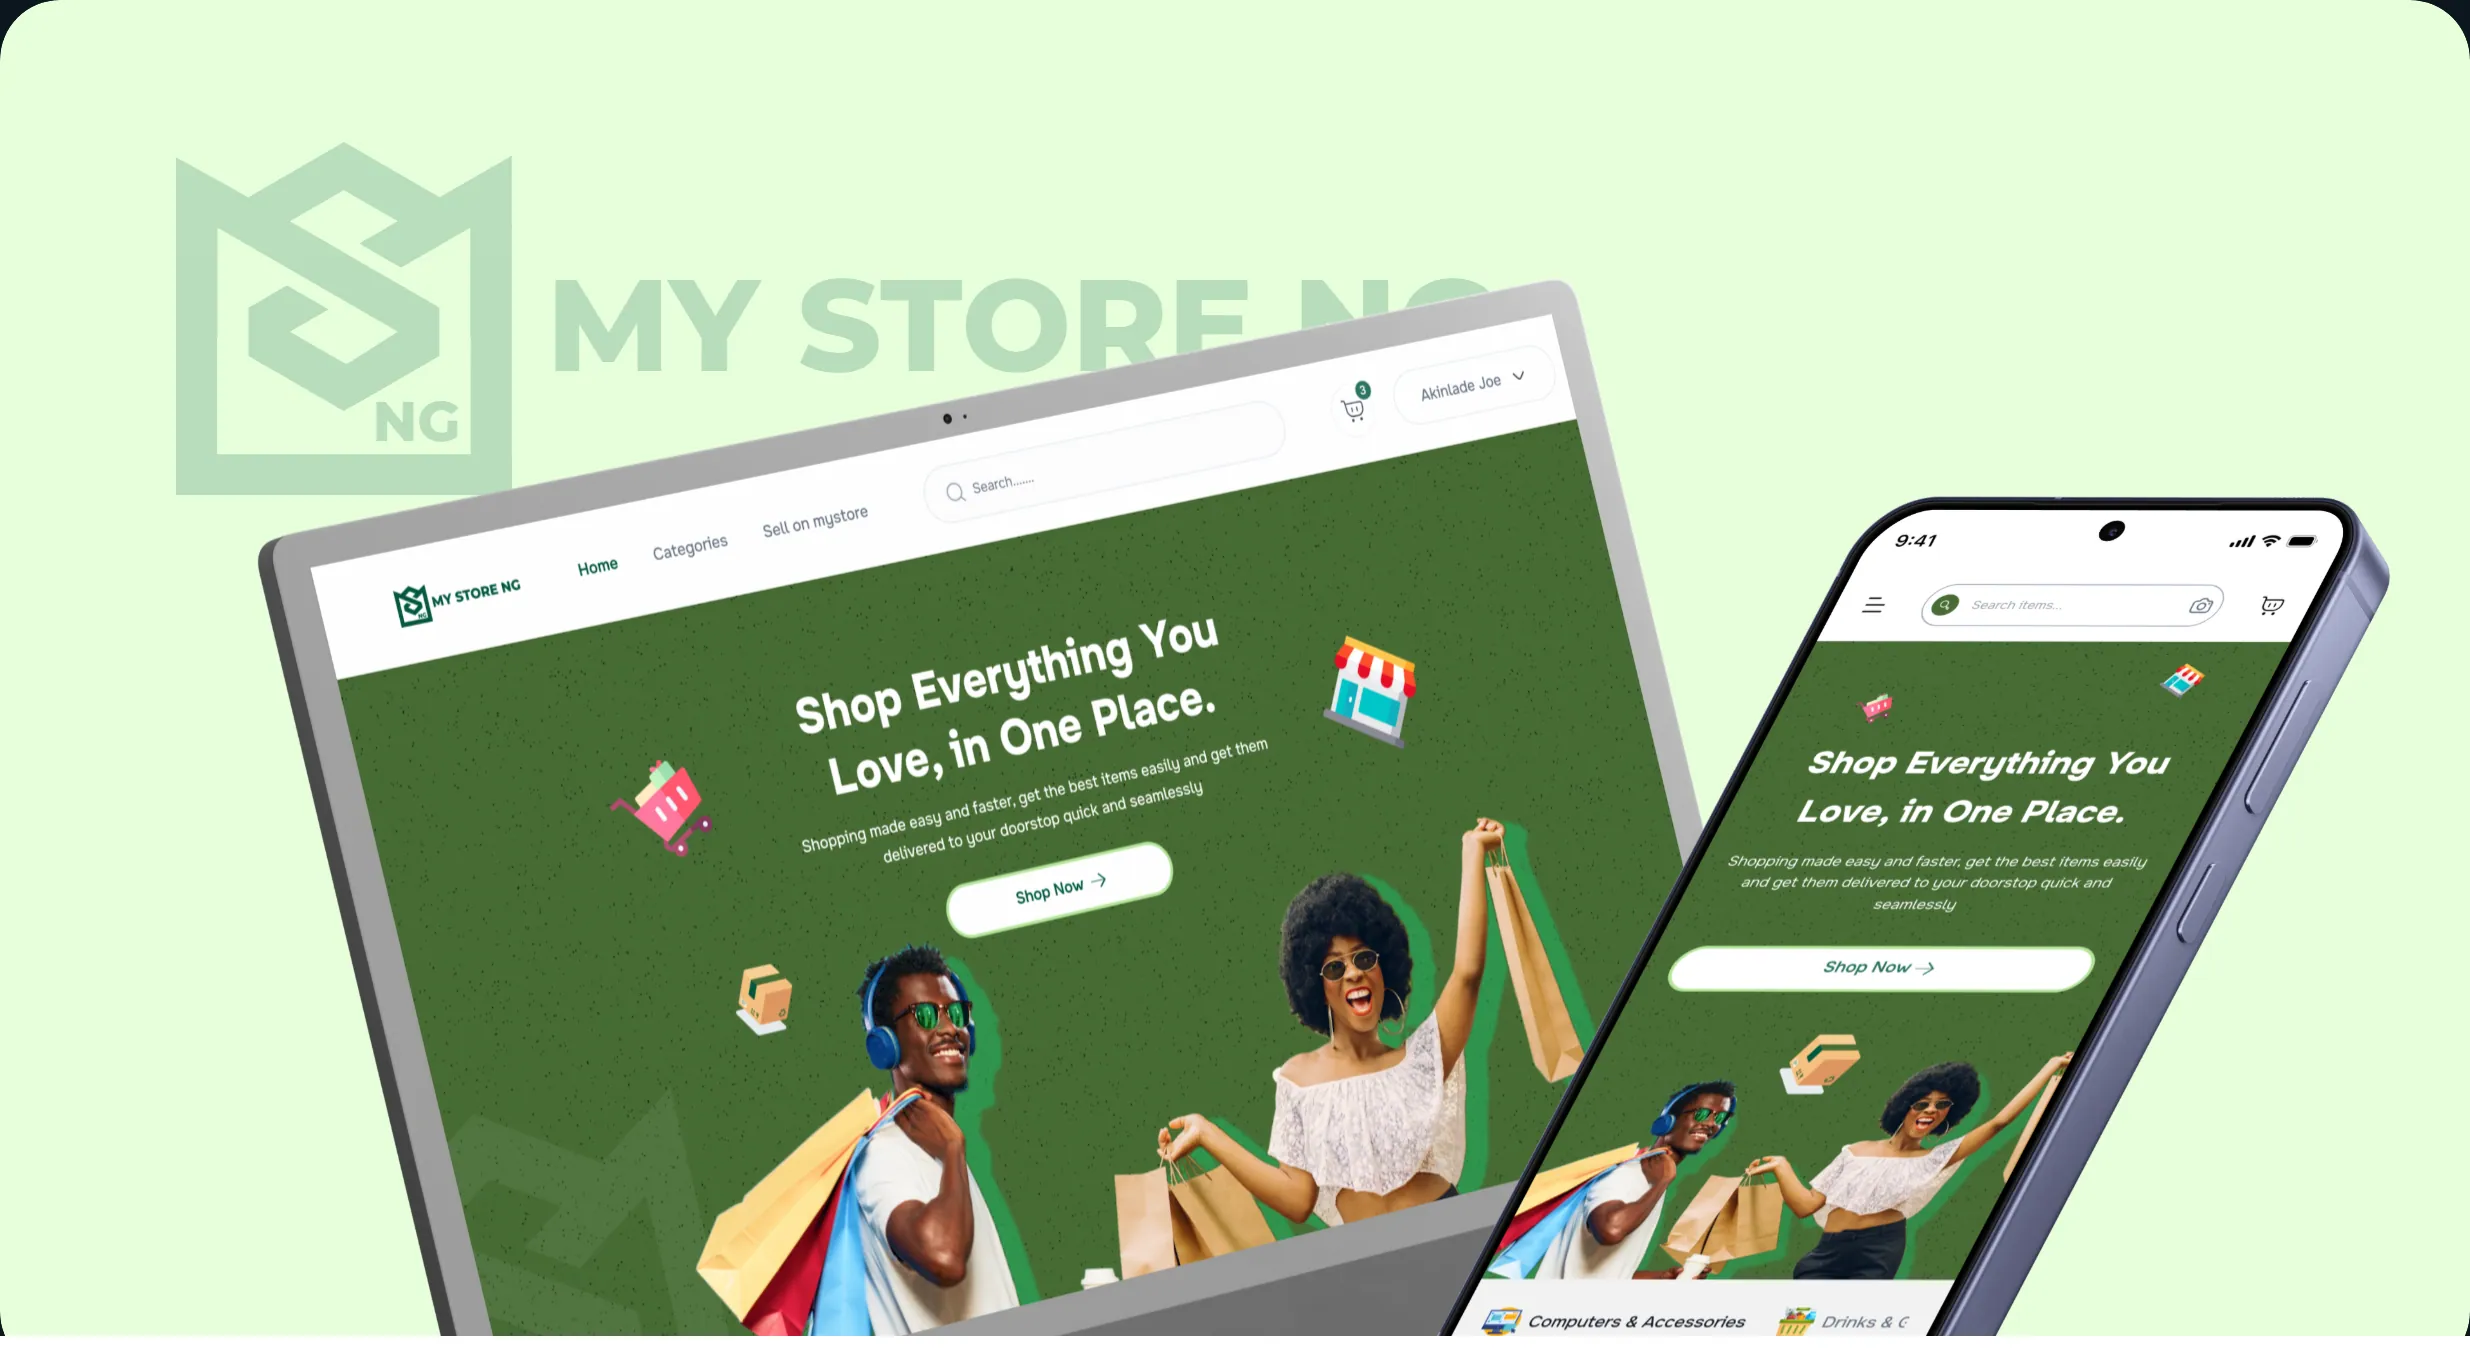 NG
MY STORE NG
MY STORE NG
NG
Home
Categories
Sell on mystore
Search.......
3
Akinlade Joe
Shop Everything You
Love, in One Place.
Shopping made easy and faster, get the best items easily and get them
delivered to your doorstop quick and seamlessly
Shop Now
9:41
Search items...
Shop Everything You
Love, in One Place.
Shopping made easy and faster, get the best items easily
and get them delivered to your doorstop quick and
seamlessly
Shop Now
Computers & Accessories
Drinks & G